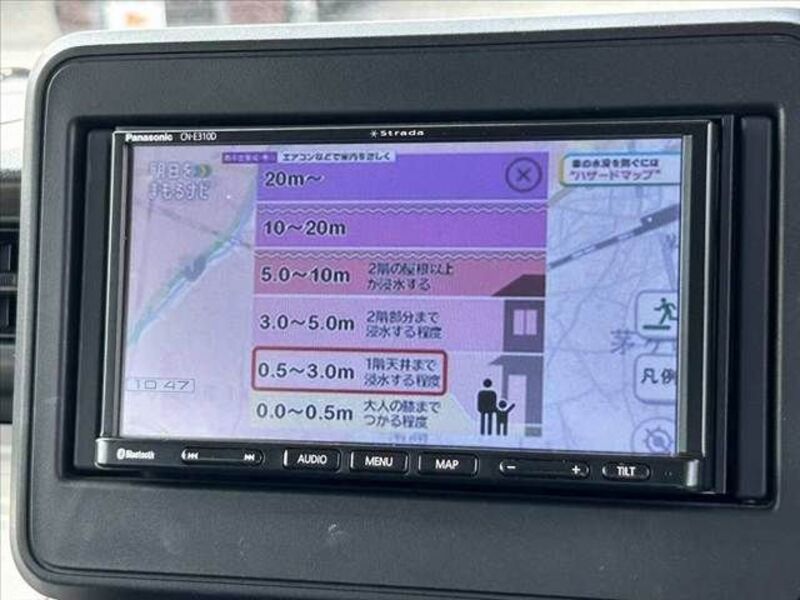 Panasonic CN-E310D
Strada
エアコンなどで室内を涼しく
明日を
まもるナビ
車の水没を防ぐには
"ハザードマップ"
20m～
10～20m
5.0～10m 2階の屋根以上
が浸水する
3.0～5.0m 2階部分まで
浸水する程度
0.5～3.0m 1階天井まで
浸水する程度
0.0～0.5m 大人の膝まで
つかる程度
茅ヶ
凡例
10:47
Bluetooth
AUDIO
MENU
MAP
−
+
TILT